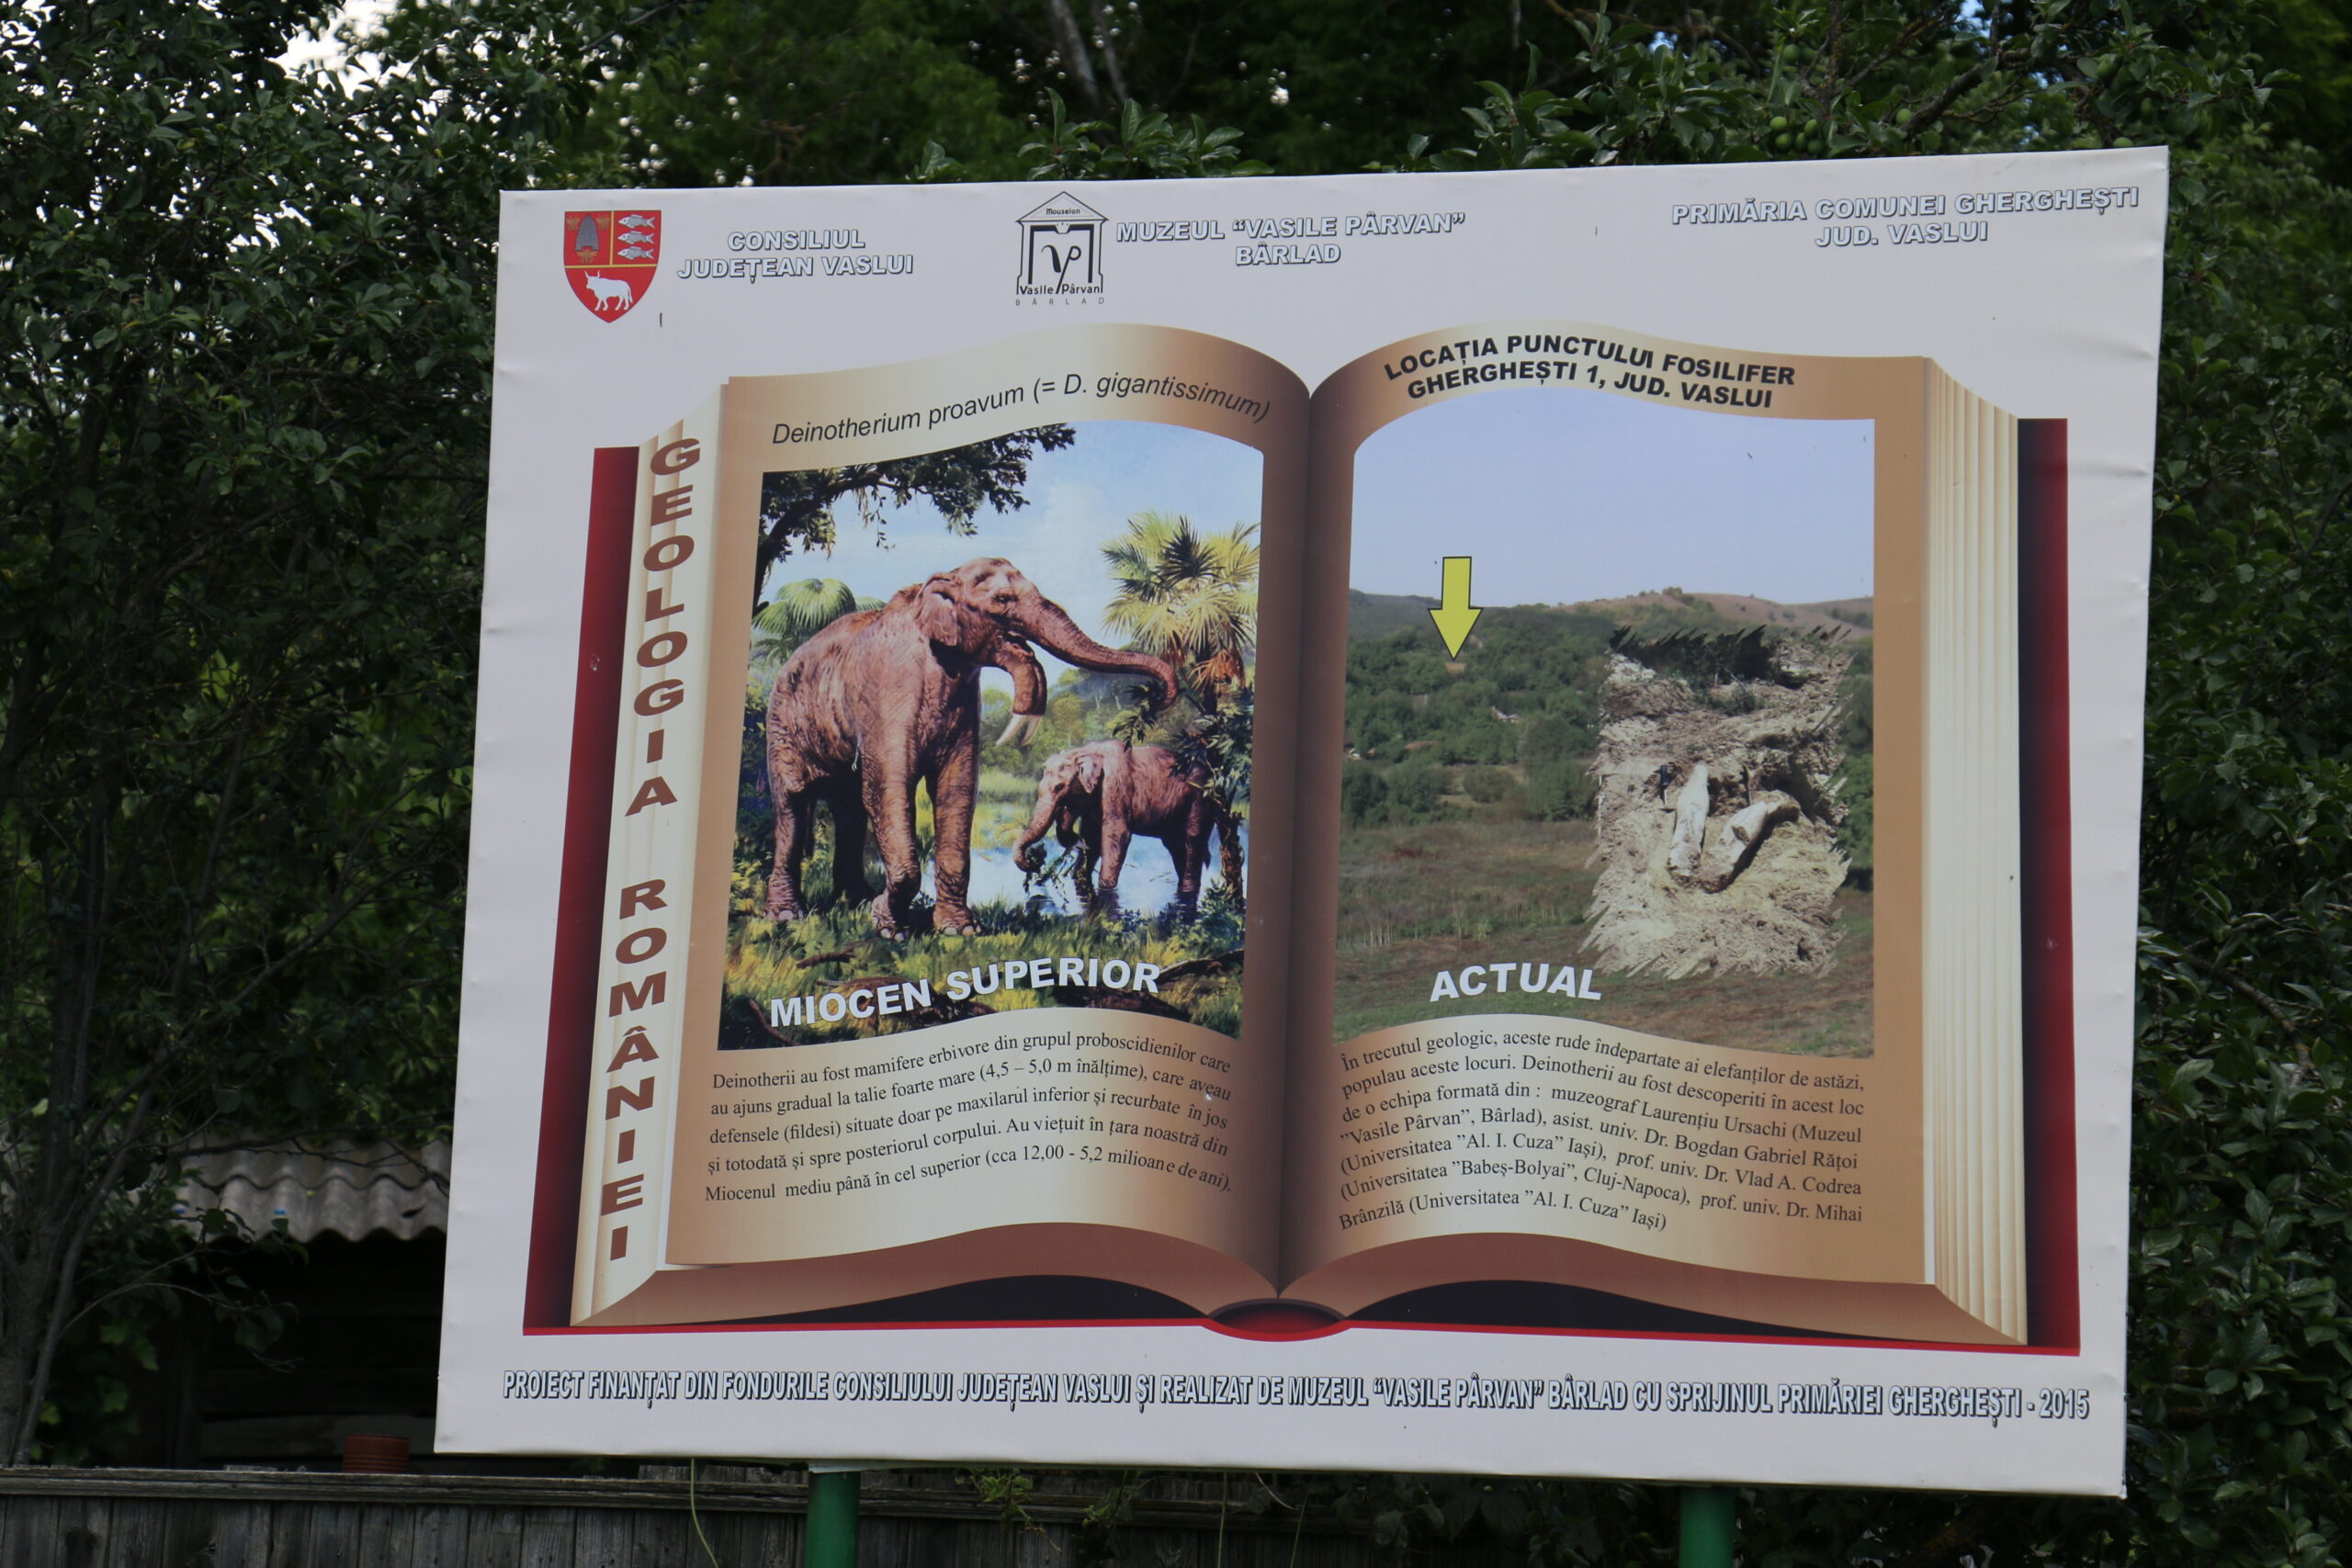 CONSILIUL
JUDEȚEAN VASLUI
Mouseion
VP
Vasile Pârvan
BÂRLAD
MUZEUL “VASILE PÂRVAN”
BÂRLAD
PRIMĂRIA COMUNEI GHERGHEȘTI
JUD. VASLUI
GEOLOGIA ROMÂNIEI
Deinotherium proavum (= D. gigantissimum)
MIOCEN SUPERIOR
Deinotherii au fost mamifere erbivore din grupul proboscidienilor care
au ajuns gradual la talie foarte mare (4,5 – 5,0 m înălțime), care aveau
defensele (fildesi) situate doar pe maxilarul inferior și recurbate în jos
și totodată și spre posteriorul corpului. Au viețuit în țara noastră din
Miocenul mediu până în cel superior (cca 12,00 - 5,2 milioane de ani).
LOCAȚIA PUNCTULUI FOSILIFER
GHERGHEȘTI 1, JUD. VASLUI
ACTUAL
În trecutul geologic, aceste rude îndepartate ai elefanților de astăzi,
populau aceste locuri. Deinotherii au fost descoperiti în acest loc
de o echipa formată din : muzeograf Laurențiu Ursachi (Muzeul
”Vasile Pârvan”, Bârlad), asist. univ. Dr. Bogdan Gabriel Rățoi
(Universitatea ”Al. I. Cuza” Iași), prof. univ. Dr. Vlad A. Codrea
(Universitatea ”Babeș-Bolyai”, Cluj-Napoca), prof. univ. Dr. Mihai
Brânzilă (Universitatea ”Al. I. Cuza” Iași)
PROIECT FINANȚAT DIN FONDURILE CONSILIULUI JUDEȚEAN VASLUI ȘI REALIZAT DE MUZEUL “VASILE PÂRVAN” BÂRLAD CU SPRIJINUL PRIMĂRIEI GHERGHEȘTI - 2015